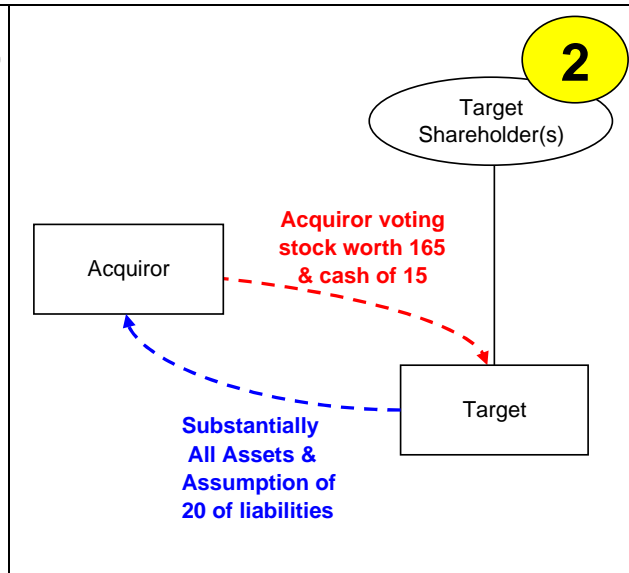 2
Target
Shareholder(s)
Acquiror voting
stock worth 165
& cash of 15
Acquiror
Target
Substantially
All Assets &
Assumption of
20 of liabilities